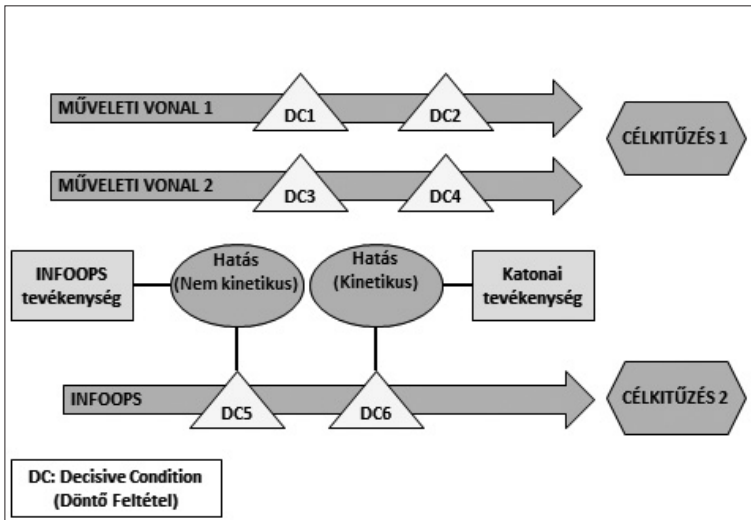 MŰVELETI VONAL 1
DC1
DC2
CÉLKITŰZÉS 1
MŰVELETI VONAL 2
DC3
DC4
INFOOPS
tevékenység
Hatás
(Nem kinetikus)
Hatás
(Kinetikus)
Katonai
tevékenység
INFOOPS
DC5
DC6
CÉLKITŰZÉS 2
DC: Decisive Condition
(Döntő Feltétel)